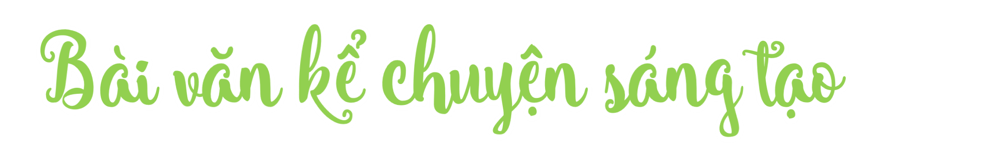 Bài văn kể chuyện sáng tạo